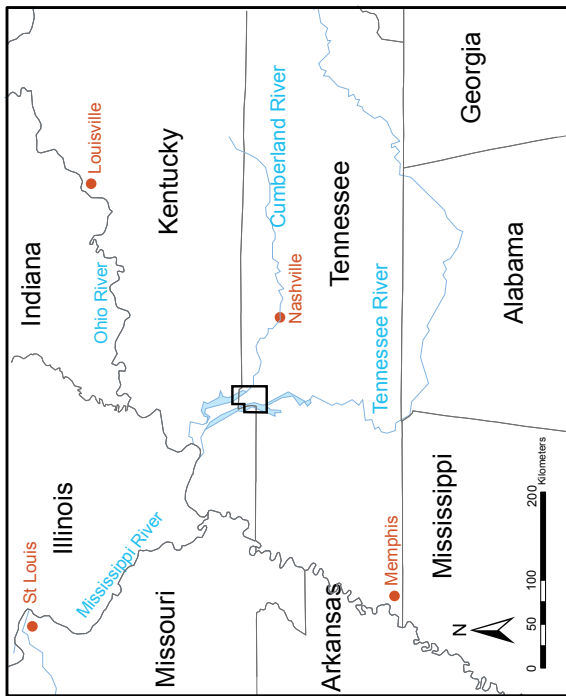 Indiana
Illinois
St Louis
Louisville
Ohio River
Mississippi River
Kentucky
Missouri
Cumberland River
Nashville
Tennessee
Arkansas
Tennessee River
Memphis
Georgia
Mississippi
Alabama
N
0 50 100 200
Kilometers